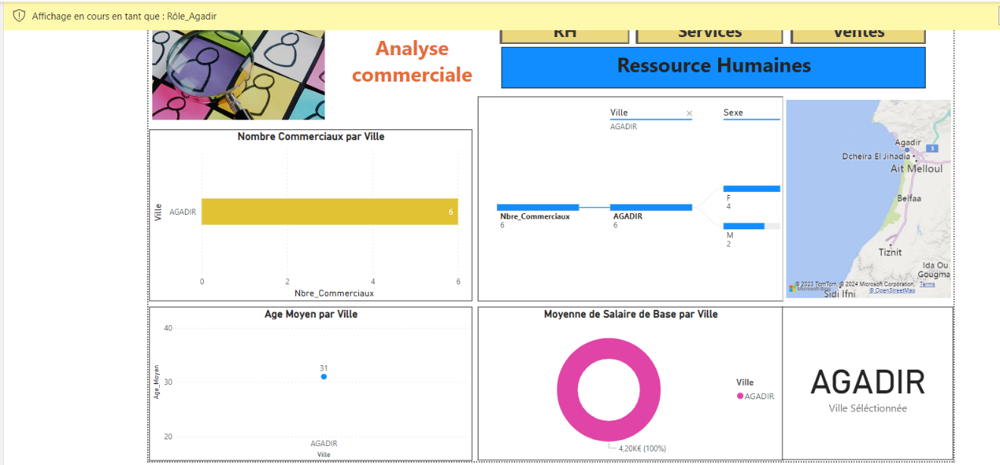 Affichage en cours en tant que : Rôle_Agadir
RH
Services
Ventes
Analyse
commerciale
Ressource Humaines
Nombre Commerciaux par Ville
Ville
AGADIR
6
0
2
4
6
Nbre_Commerciaux
Ville
AGADIR
Sexe
Nbre_Commerciaux
6
AGADIR
6
F
4
M
2
Agadir
3
Dcheïra El Jihadia
Ait Melloul
Belfaa
Tiznit
Ida Ou
Gougma
© 2023 TomTom, © 2024 Microsoft Corporation, Terms
Microsoft Bing
© OpenStreetMap
Sidi Ifni
Age Moyen par Ville
40
30
20
Age_Moyen
31
AGADIR
Ville
Moyenne de Salaire de Base par Ville
4,20K€ (100%)
Ville
AGADIR
AGADIR
Ville Séléctionnée